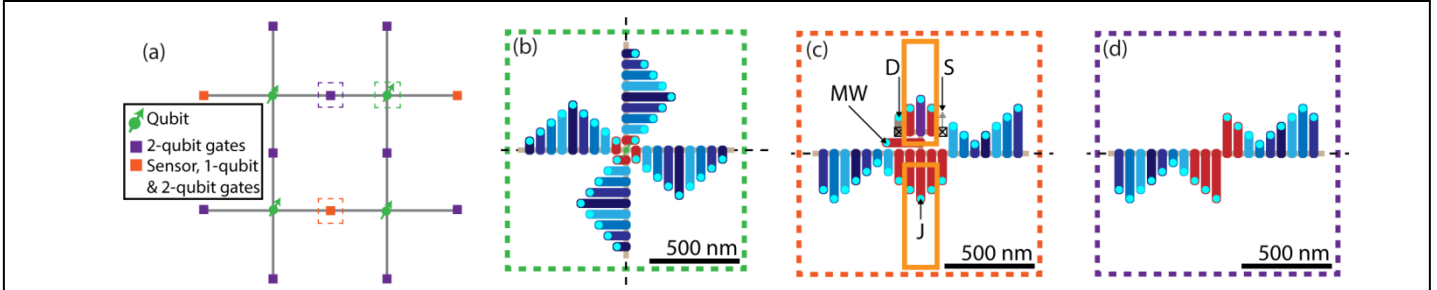 (a)
Qubit
2-qubit gates
Sensor, 1-qubit
& 2-qubit gates
(b)
500 nm
(c)
D
S
MW
J
500 nm
(d)
500 nm